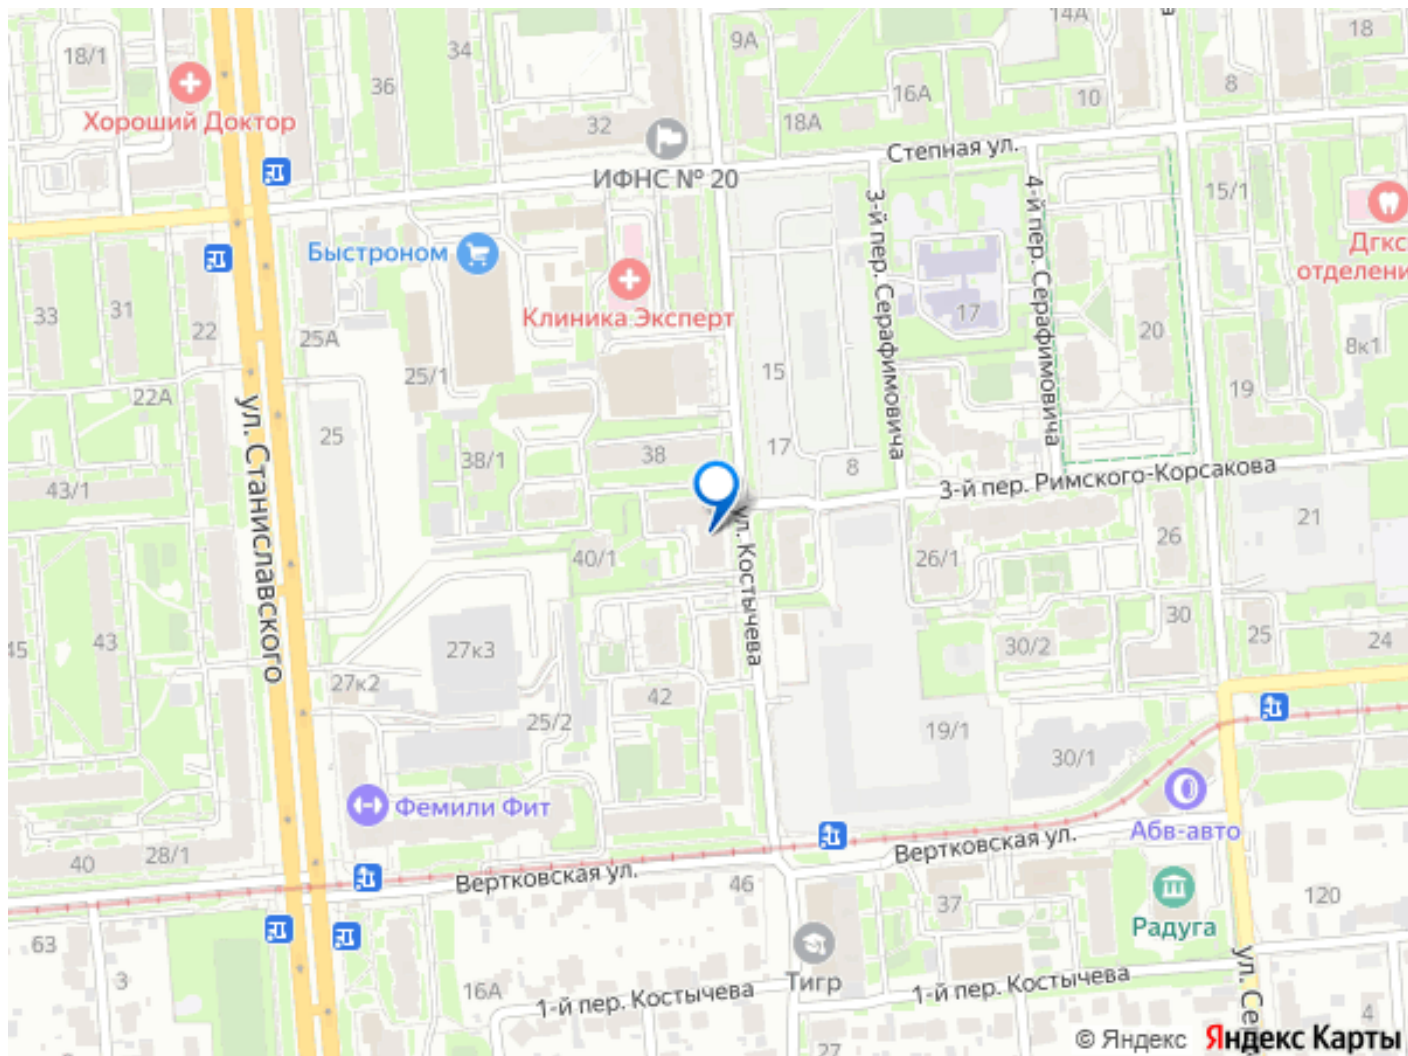 14А
18
9А
34
18/1
36
8
16А
10
Хороший Доктор
32
18А
Степная ул.
ИФНС № 20
15/1
3-й пер. Серафимовича
4-й пер. Серафимовича
Быстроном
Дгкс
отделени
33
31
22
25А
Клиника Эксперт
17
20
8к1
25/1
15
22А
19
ул. Станиславского
25
38/1
38
17
8
43/1
3-й пер. Римского-Корсакова
21
ул. Костычева
40/1
26/1
26
45
43
27к3
30
30/2
25
24
27к2
42
25/2
19/1
30/1
Фемили Фит
Абв-авто
40
28/1
Вертковская ул.
Вертковская ул.
46
37
120
Радуга
63
3
16А
Тигр
1-й пер. Костычева
1-й пер. Костычева
ул. Се
4
27
© Яндекс Яндекс Карты